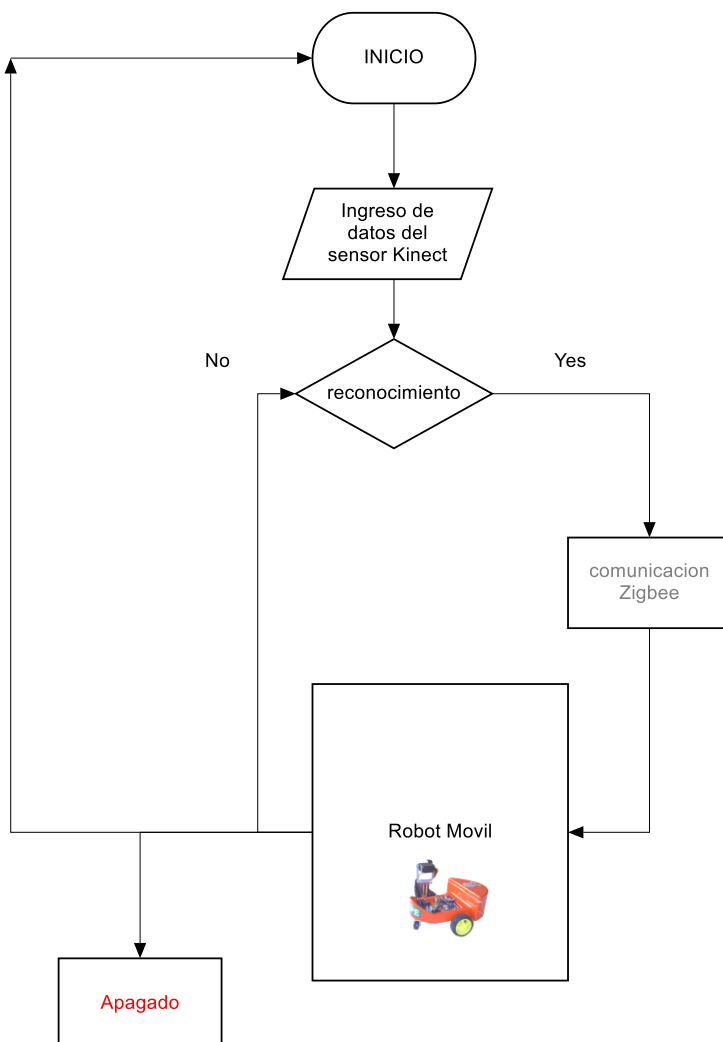 INICIO
Ingreso de
datos del
sensor Kinect
No
Yes
reconocimiento
comunicacion
Zigbee
Robot Movil
Apagado